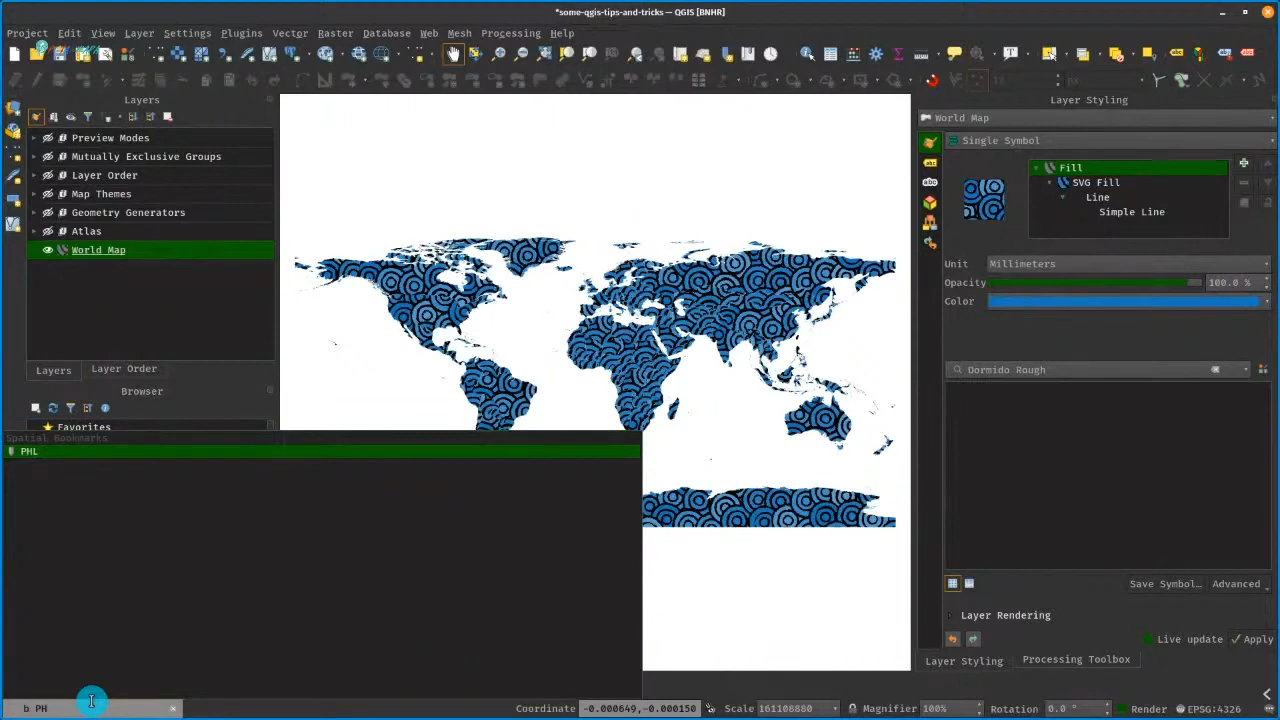 *some-qgis-tips-and-tricks — QGIS [BNHR]
Project Edit View Layer Settings Plugins Vector Raster Database Web Mesh Processing Help
Layers
Preview Modes
Mutually Exclusive Groups
Layer Order
Map Themes
Geometry Generators
Atlas
World Map
Layers Layer Order
Browser
Favorites
Spatial Bookmarks
PHL
b PH
Layer Styling
World Map
Single Symbol
Fill
SVG Fill
Line
Simple Line
Unit Millimeters
Opacity 100.0 %
Color
Dormido Rough
Save Symbol… Advanced
Layer Rendering
Live update Apply
Layer Styling Processing Toolbox
Coordinate -0.000649,-0.000150 Scale 161108880 Magnifier 100% Rotation 0.0 ° Render EPSG:4326